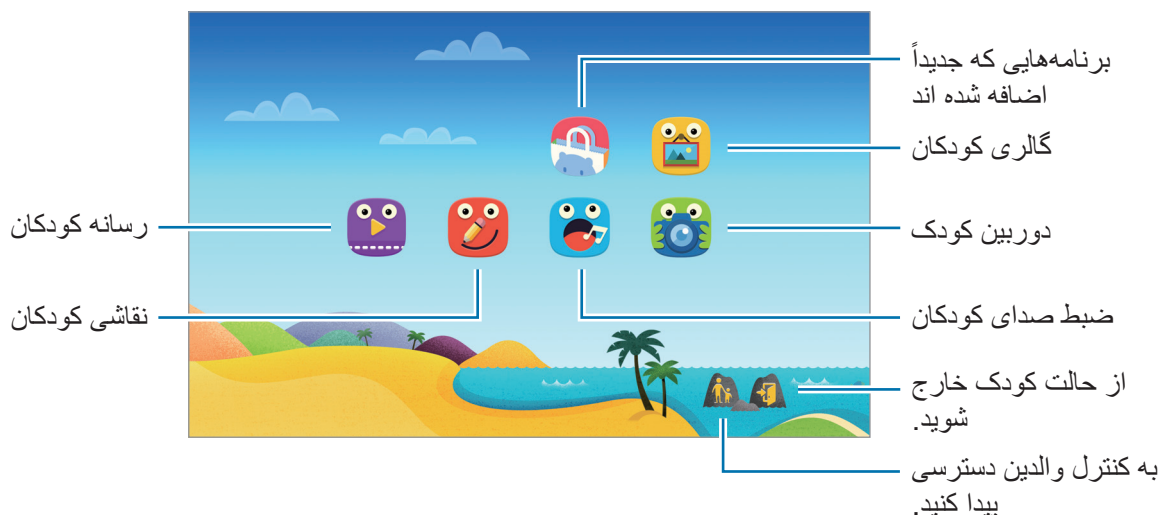 برنامه‌هایی که جدیداً
اضافه شده اند
گالری کودکان
دوربین کودک
رسانه کودکان
ضبط صدای کودکان
نقاشی کودکان
از حالت کودک خارج
شوید.
به کنترل والدین دسترسی
پیدا کنید.